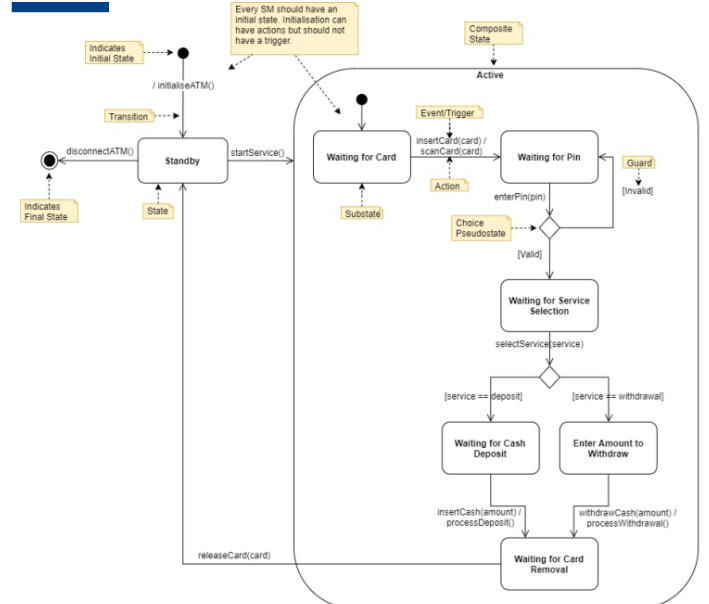 Every SM should have an
initial state. Initialisation can
have actions but should not
have a trigger.
Indicates
Initial State
Composite
State
Active
/ initialiseATM()
Transition
Event/Trigger
disconnectATM()
Standby
startService()
Waiting for Card
insertCard(card) /
scanCard(card)
Waiting for Pin
Guard
[Invalid]
Action
enterPin(pin)
Indicates
Final State
State
Substate
Choice
Pseudostate
[Valid]
Waiting for Service
Selection
selectService(service)
[service == deposit]
[service == withdrawal]
Waiting for Cash
Deposit
Enter Amount to
Withdraw
insertCash(amount) /
processDeposit()
withdrawCash(amount) /
processWithdrawal()
releaseCard(card)
Waiting for Card
Removal